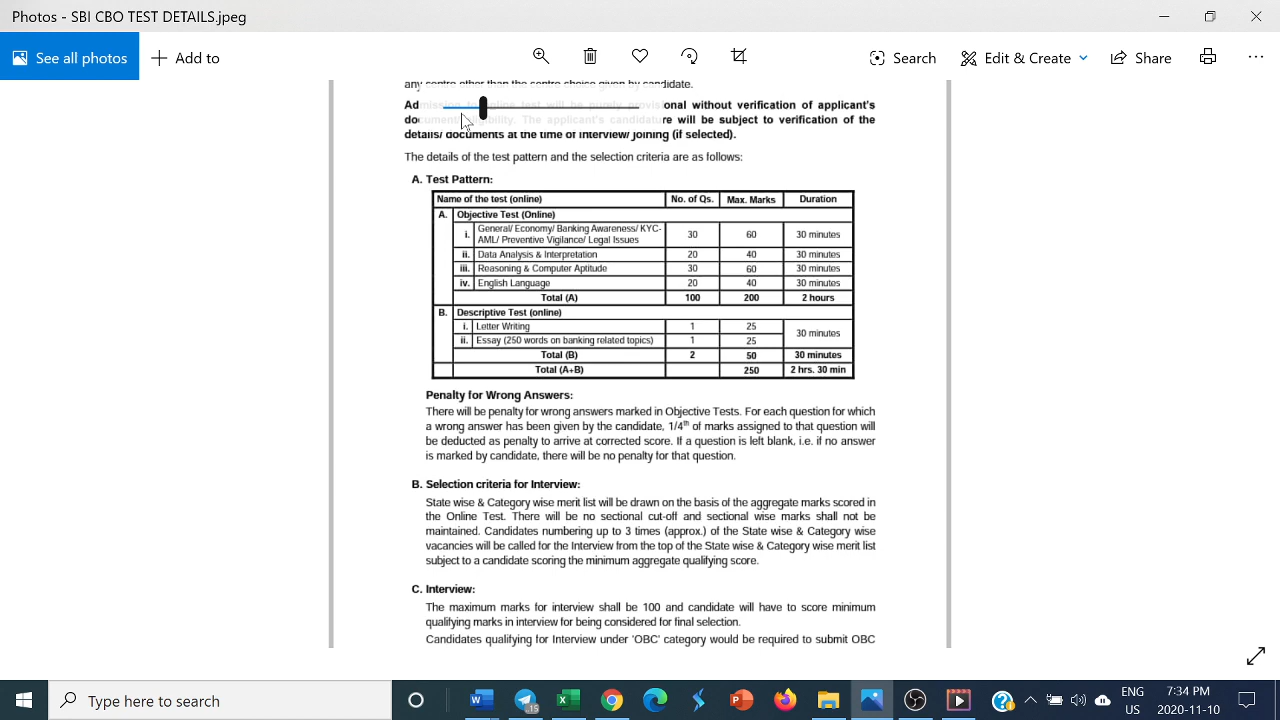 Photos - SBI CBO TEST DETAILS.jpeg
See all photos
Add to
Search
Edit & Create
Share
any centre other than the centre choice given by candidate.
Admission to online test will be purely provisional without verification of applicant's
document/eligibility. The applicant's candidature will be subject to verification of the
details/ documents at the time of interview/ joining (if selected).
The details of the test pattern and the selection criteria are as follows:
A. Test Pattern:
Name of the test (online) No. of Qs. Max. Marks Duration
A. Objective Test (Online)
i. General/ Economy/ Banking Awareness/ KYC-
AML/ Preventive Vigilance/ Legal Issues 30 60 30 minutes
ii. Data Analysis & Interpretation 20 40 30 minutes
iii. Reasoning & Computer Aptitude 30 60 30 minutes
iv. English Language 20 40 30 minutes
Total (A) 100 200 2 hours
B. Descriptive Test (online)
i. Letter Writing 1 25 30 minutes
ii. Essay (250 words on banking related topics) 1 25
Total (B) 2 50 30 minutes
Total (A+B) 250 2 hrs. 30 min
Penalty for Wrong Answers:
There will be penalty for wrong answers marked in Objective Tests. For each question for which
a wrong answer has been given by the candidate, 1/4th of marks assigned to that question will
be deducted as penalty to arrive at corrected score. If a question is left blank, i.e. if no answer
is marked by candidate, there will be no penalty for that question.
B. Selection criteria for Interview:
State wise & Category wise merit list will be drawn on the basis of the aggregate marks scored in
the Online Test. There will be no sectional cut-off and sectional wise marks shall not be
maintained. Candidates numbering up to 3 times (approx.) of the State wise & Category wise
vacancies will be called for the Interview from the top of the State wise & Category wise merit list
subject to a candidate scoring the minimum aggregate qualifying score.
C. Interview:
The maximum marks for interview shall be 100 and candidate will have to score minimum
qualifying marks in interview for being considered for final selection.
Candidates qualifying for Interview under 'OBC' category would be required to submit OBC
Type here to search
15
ENG
7:34 PM
IN
2020-11-10